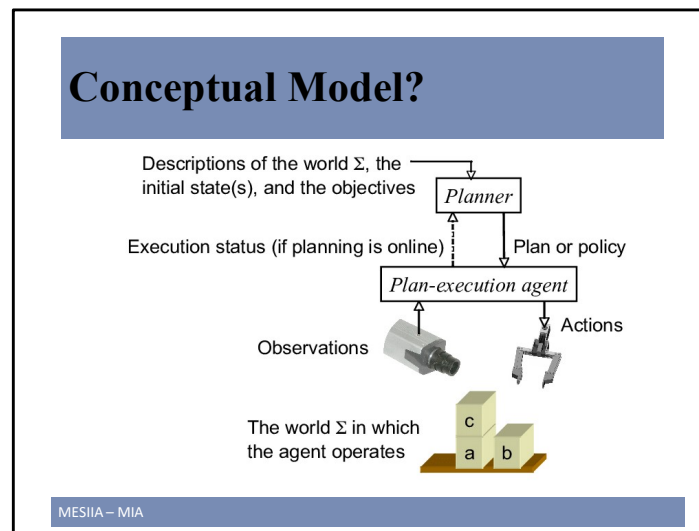 Conceptual Model?
Descriptions of the world Σ, the
initial state(s), and the objectives
Planner
Execution status (if planning is online)
Plan or policy
Plan-execution agent
Observations
Actions
The world Σ in which
the agent operates
c
a
b
MESIIA – MIA